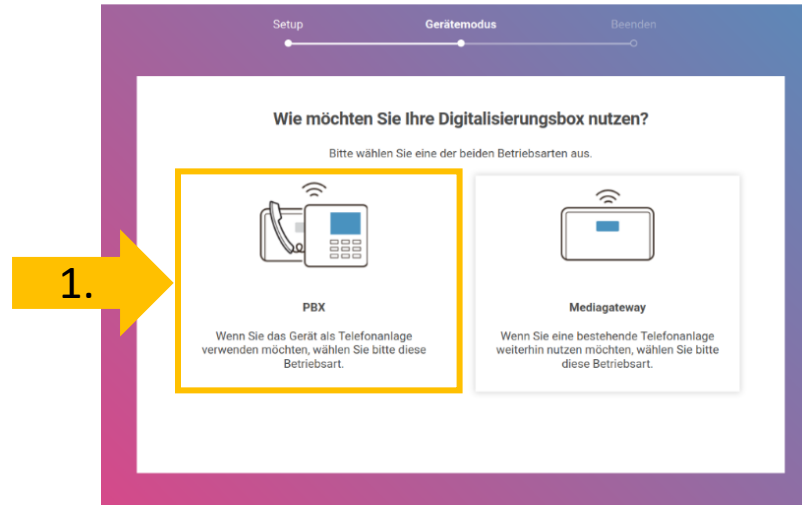 Setup Gerätemodus Beenden
Wie möchten Sie Ihre Digitalisierungsbox nutzen?
Bitte wählen Sie eine der beiden Betriebsarten aus.
1.
PBX
Wenn Sie das Gerät als Telefonanlage
verwenden möchten, wählen Sie bitte diese
Betriebsart.
Mediagateway
Wenn Sie eine bestehende Telefonanlage
weiterhin nutzen möchten, wählen Sie bitte
diese Betriebsart.